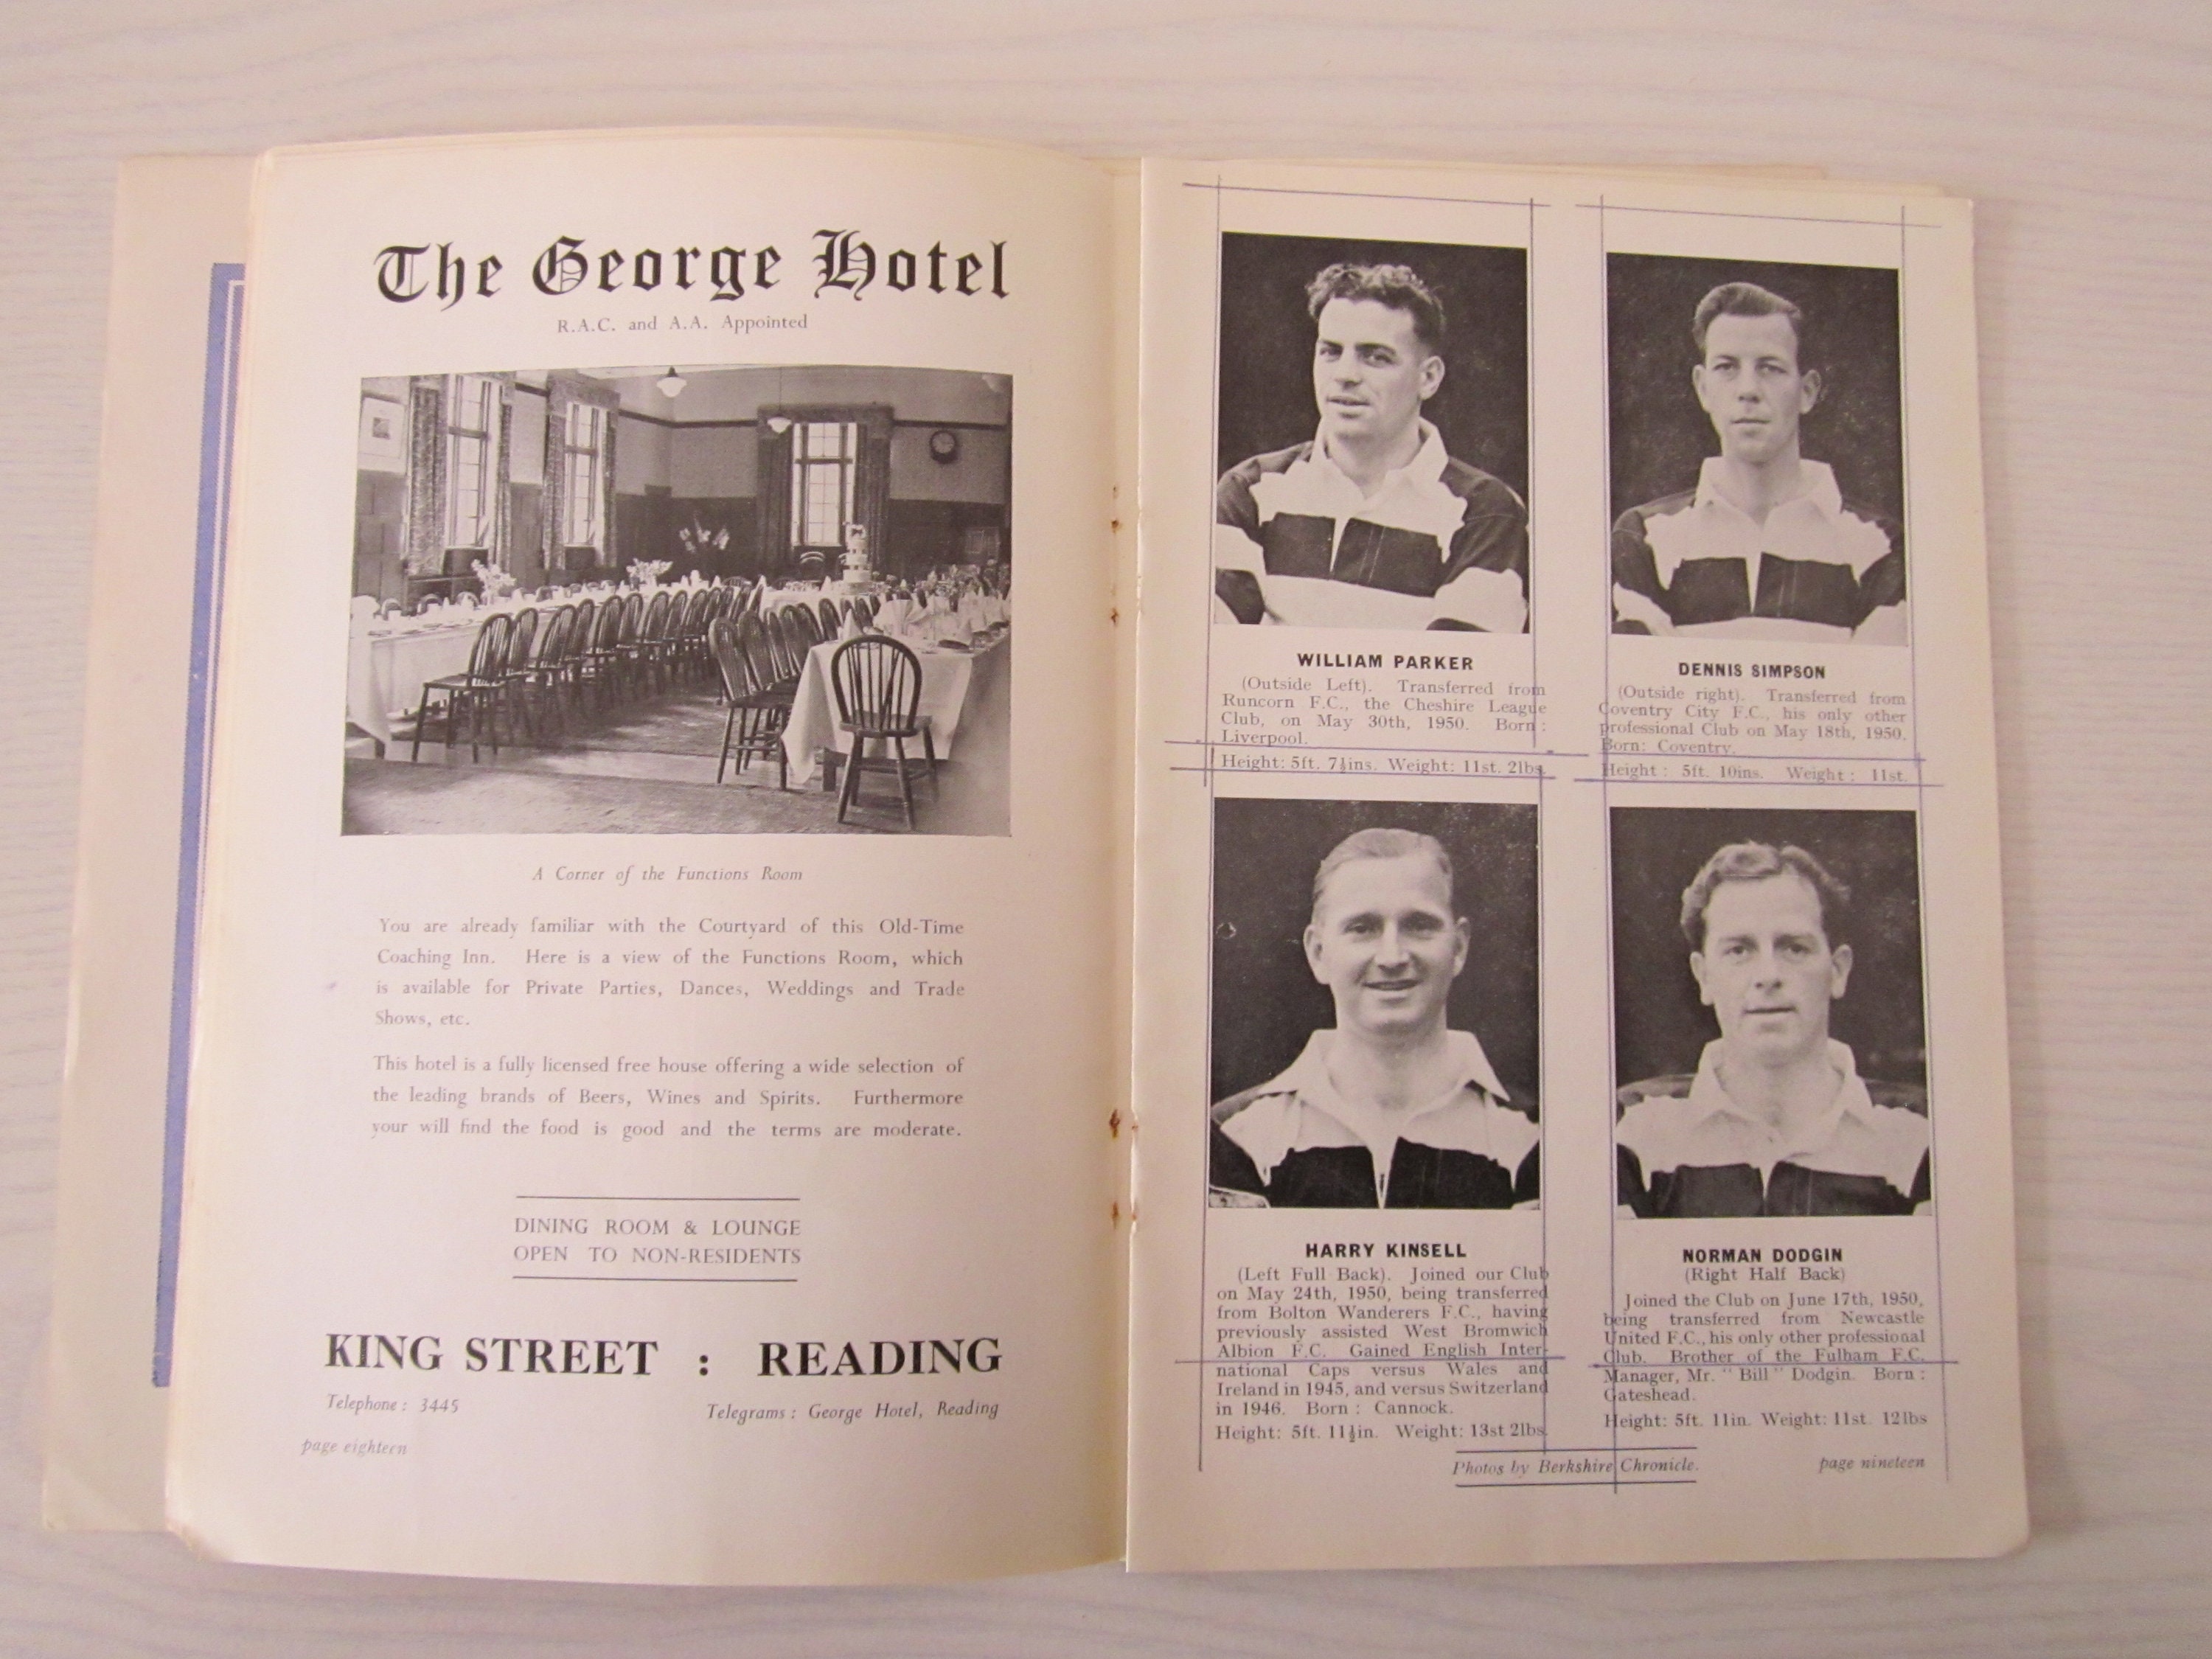 The George Hotel
R.A.C. and A.A. Appointed
A Corner of the Functions Room
You are already familiar with the Courtyard of this Old-Time
Coaching Inn. Here is a view of the Functions Room, which
is available for Private Parties, Dances, Weddings and Trade
Shows, etc.
This hotel is a fully licensed free house offering a wide selection of
the leading brands of Beers, Wines and Spirits. Furthermore
your will find the food is good and the terms are moderate.
DINING ROOM & LOUNGE
OPEN TO NON-RESIDENTS
KING STREET : READING
Telephone : 3445
Telegrams : George Hotel, Reading
page eighteen
WILLIAM PARKER
(Outside Left). Transferred from
Runcorn F.C., the Cheshire League
Club, on May 30th, 1950. Born :
Liverpool.
Height: 5ft. 7½ins. Weight: 11st. 2lbs.
DENNIS SIMPSON
(Outside right). Transferred from
Coventry City F.C., his only other
professional Club on May 18th, 1950.
Born: Coventry.
Height : 5ft. 10ins. Weight : 11st.
HARRY KINSELL
(Left Full Back). Joined our Club
on May 24th, 1950, being transferred
from Bolton Wanderers F.C., having
previously assisted West Bromwich
Albion F.C. Gained English Inter-
national Caps versus Wales and
Ireland in 1945, and versus Switzerland
in 1946. Born : Cannock.
Height: 5ft. 11½in. Weight: 13st 2lbs.
NORMAN DODGIN
(Right Half Back)
Joined the Club on June 17th, 1950,
being transferred from Newcastle
United F.C., his only other professional
Club. Brother of the Fulham F.C.
Manager, Mr. "Bill" Dodgin. Born :
Gateshead.
Height: 5ft. 11in. Weight: 11st. 12lbs
Photos by Berkshire Chronicle.
page nineteen